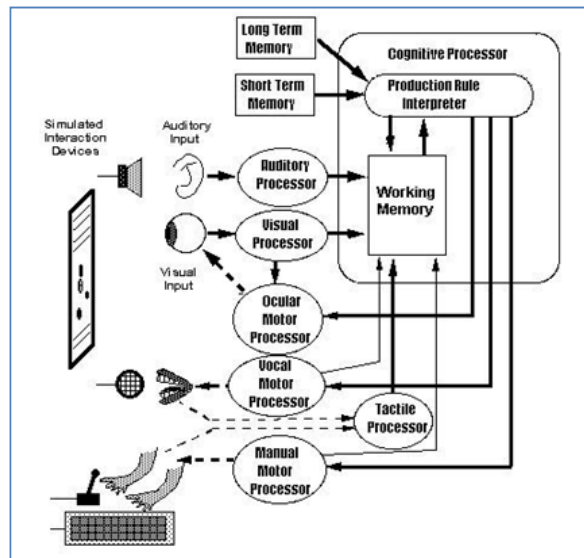 Long Term
Memory
Cognitive Processor
Short Term
Memory
Production Rule
Interpreter
Simulated
Interaction
Devices
Auditory
Input
Auditory
Processor
Working
Memory
Visual
Processor
Visual
Input
Ocular
Motor
Processor
Vocal
Motor
Processor
Tactile
Processor
Manual
Motor
Processor